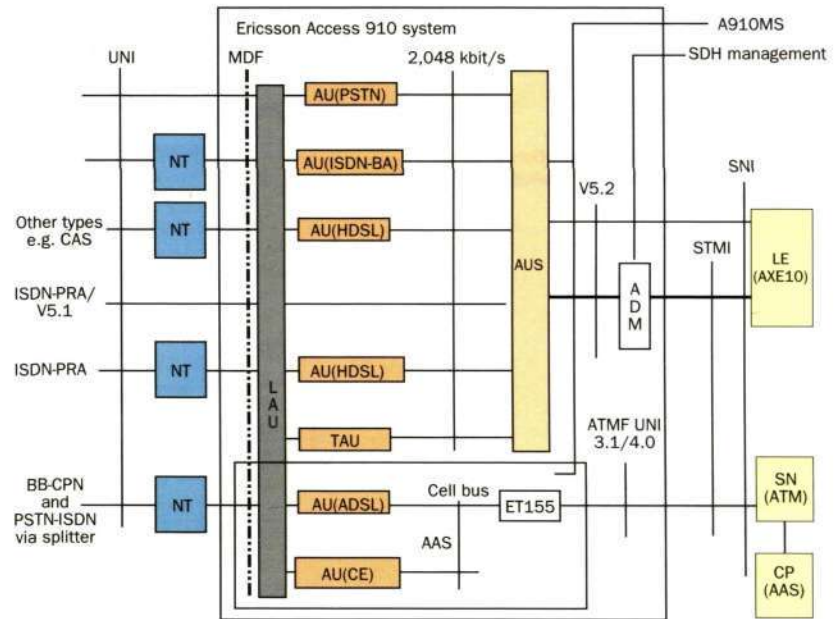 Ericsson Access 910 system
A910MS
SDH management
UNI
MDF
2,048 kbit/s
AU(PSTN)
NT
AU(ISDN-BA)
SNI
V5.2
Other types
e.g. CAS
NT
AU(HDSL)
AUS
STMI
LE
(AXE10)
ISDN-PRA/
V5.1
A
D
M
ISDN-PRA
NT
AU(HDSL)
L
A
U
TAU
ATMF UNI
3.1/4.0
BB-CPN
and
PSTN-ISDN
via splitter
NT
AU(ADSL)
Cell bus
ET155
SN
(ATM)
AAS
AU(CE)
CP
(AAS)